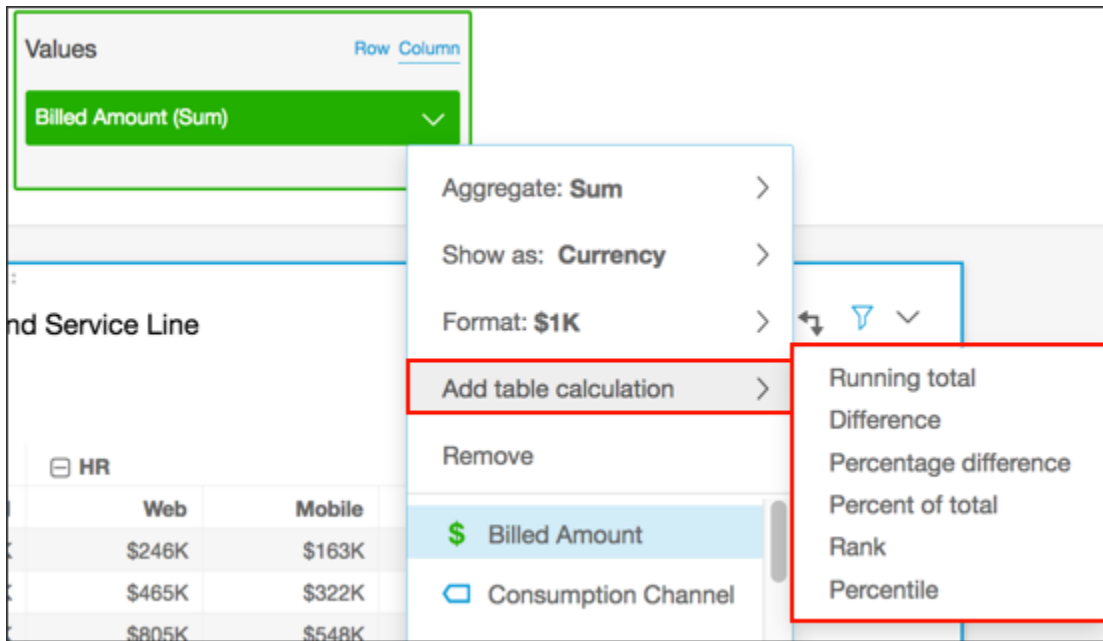 Values Row Column
Billed Amount (Sum)
Aggregate: Sum
Show as: Currency
nd Service Line
Format: $1K
Add table calculation
Running total
Difference
Percentage difference
Percent of total
Rank
Percentile
Remove
HR
Web Mobile
$246K $163K
$465K $322K
$805K $548K
$ Billed Amount
Consumption Channel